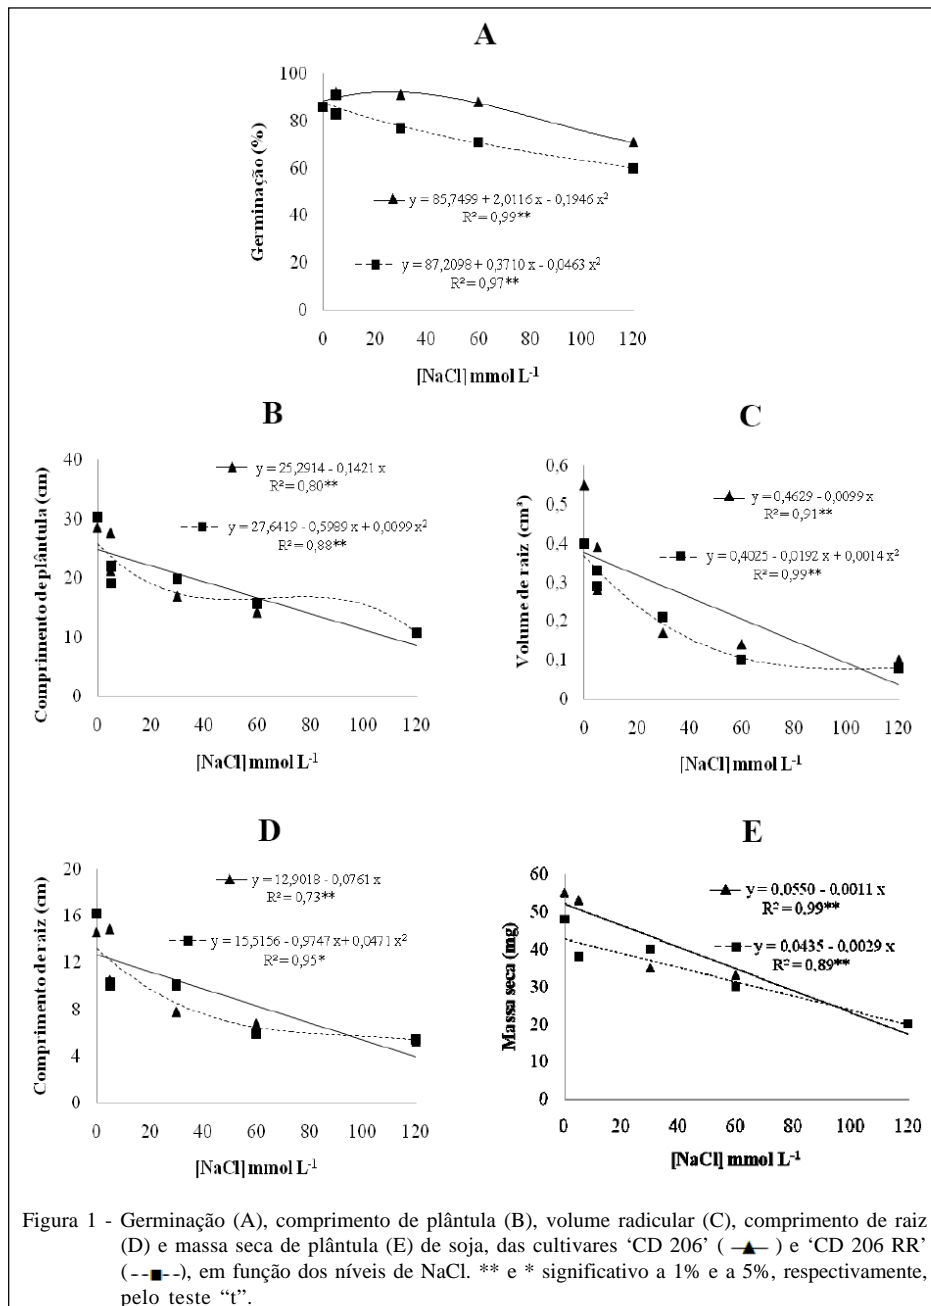 A
100
80
60
40
20
0
Germinação (%)
y = 85,7499 + 2,0116 x - 0,1946 x²
R² = 0,99**
y = 87,2098 + 0,3710 x - 0,0463 x²
R² = 0,97**
0 20 40 60 80 100 120
[NaCl] mmol L-1
B
40
30
20
10
0
Comprimento de plântula (cm)
y = 25,2914 - 0,1421 x
R² = 0,80**
y = 27,6419 - 0,5989 x + 0,0099 x²
R² = 0,88**
0 20 40 60 80 100 120
[NaCl] mmol L-1
C
0,6
0,5
0,4
0,3
0,2
0,1
0
Volume de raiz (cm³)
y = 0,4629 - 0,0099 x
R² = 0,91**
y = 0,4025 - 0,0192 x + 0,0014 x²
R² = 0,99**
0 20 40 60 80 100 120
[NaCl] mmol L-1
D
20
16
12
8
4
0
Comprimento de raiz (cm)
y = 12,9018 - 0,0761 x
R² = 0,73**
y = 15,5156 - 0,9747 x + 0,0471 x²
R² = 0,95*
0 20 40 60 80 100 120
[NaCl] mmol L-1
E
60
50
40
30
20
10
0
Massa seca (mg)
y = 0.0550 - 0.0011 x
R² = 0.99**
y = 0.0435 - 0.0029 x
R² = 0.89**
0 20 40 60 80 100 120
[NaCl] mmol L-1
Figura 1 - Germinação (A), comprimento de plântula (B), volume radicular (C), comprimento de raiz
(D) e massa seca de plântula (E) de soja, das cultivares ‘CD 206’ ( ) e ‘CD 206 RR’
( ), em função dos níveis de NaCl. ** e * significativo a 1% e a 5%, respectivamente,
pelo teste “t”.